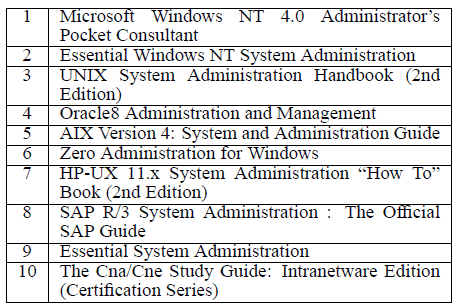 1 Microsoft Windows NT 4.0 Administrator's
Pocket Consultant
2 Essential Windows NT System Administration
3 UNIX System Administration Handbook (2nd
Edition)
4 Oracle8 Administration and Management
5 AIX Version 4: System and Administration Guide
6 Zero Administration for Windows
7 HP-UX 11.x System Administration “How To”
Book (2nd Edition)
8 SAP R/3 System Administration : The Official
SAP Guide
9 Essential System Administration
10 The Cna/Cne Study Guide: Intranetware Edition
(Certification Series)